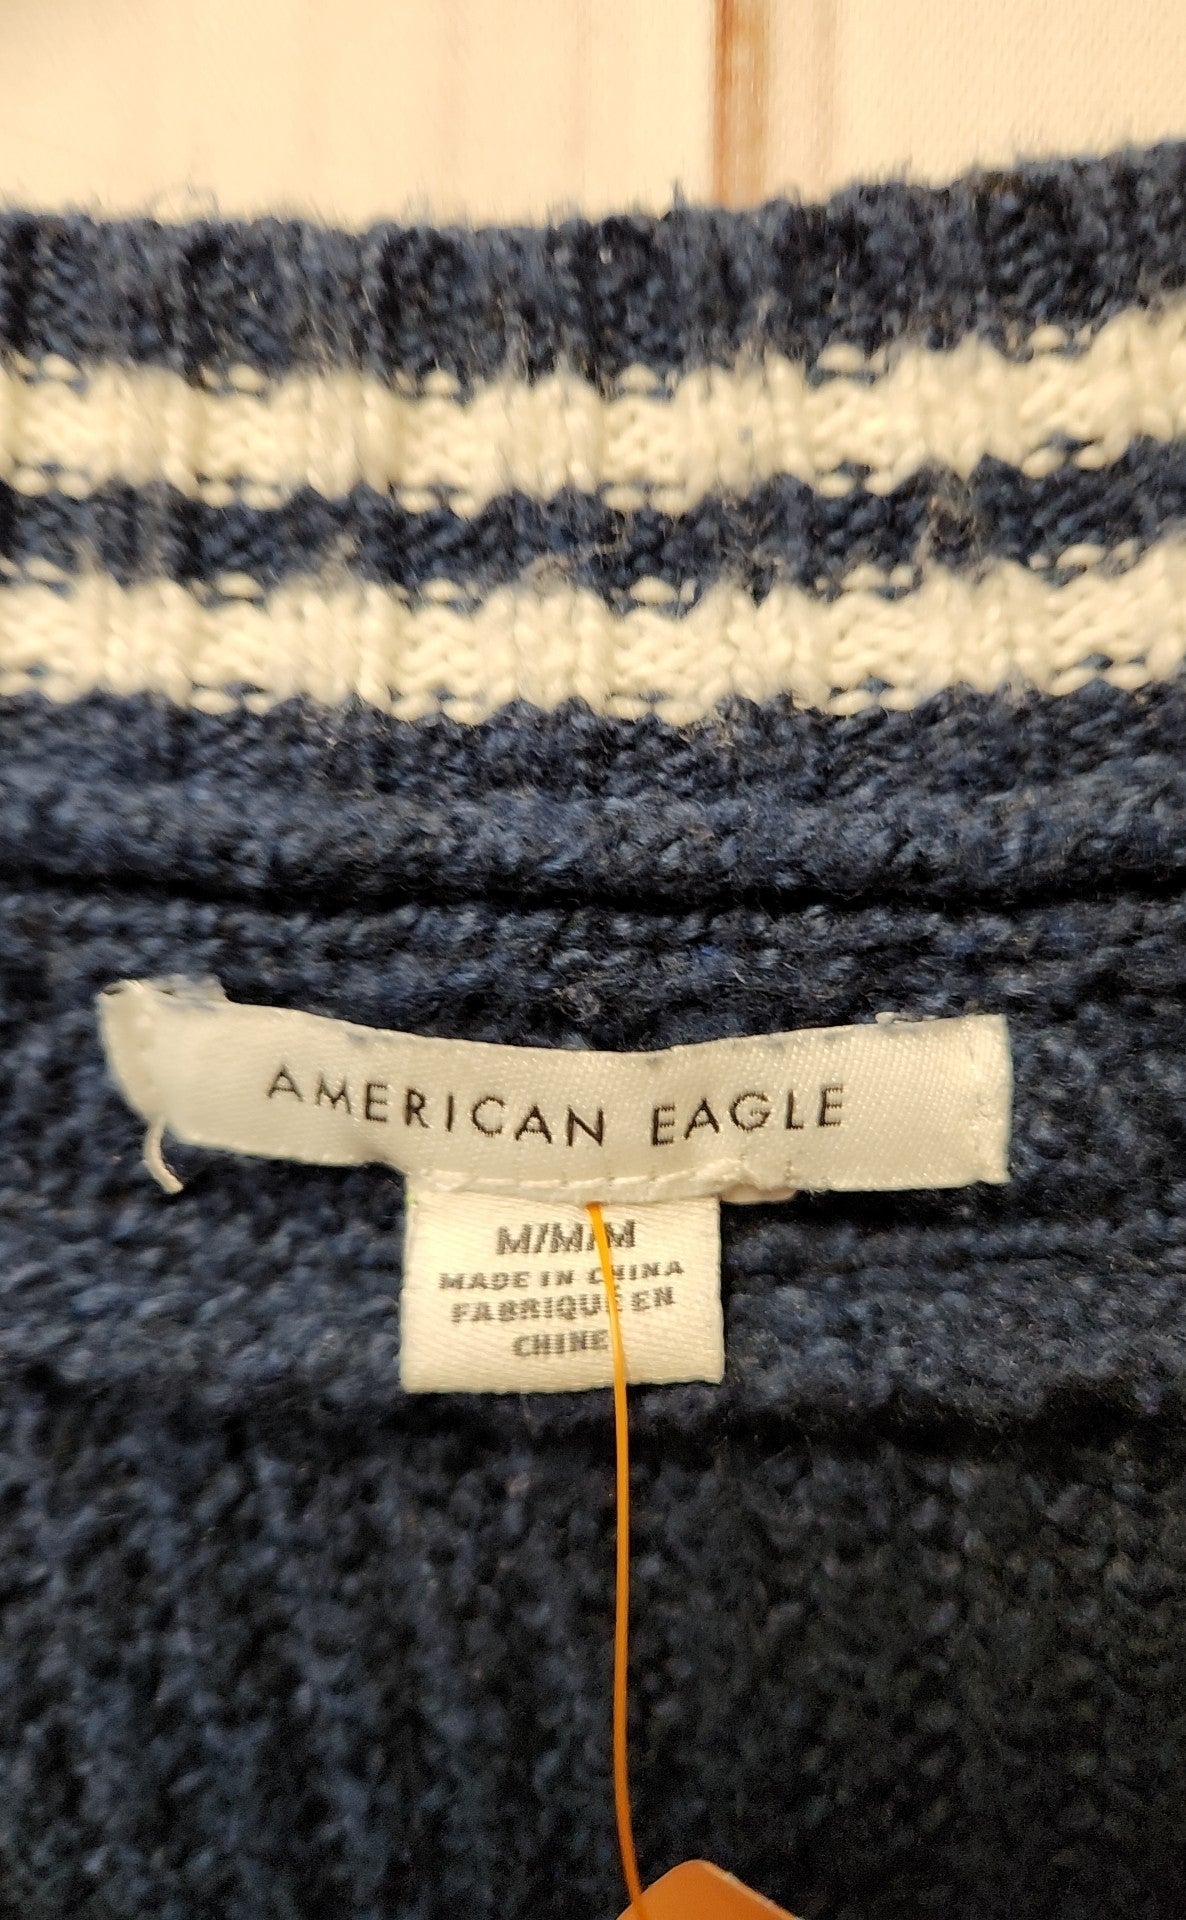 AMERICAN EAGLE
M/M/M
MADE IN CHINA
FABRIQUÉ EN
CHINE